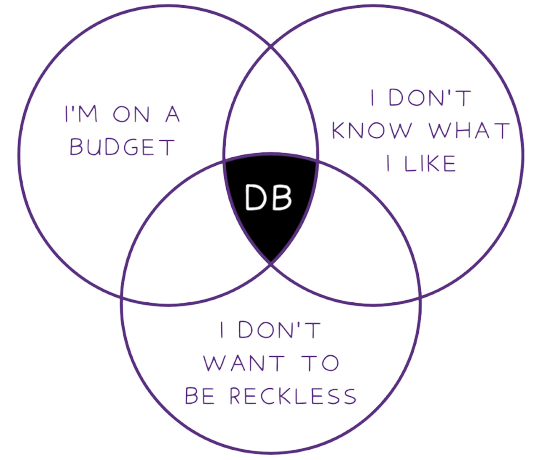 I'M ON A
BUDGET
I DON'T
KNOW WHAT
I LIKE
DB
I DON'T
WANT TO
BE RECKLESS